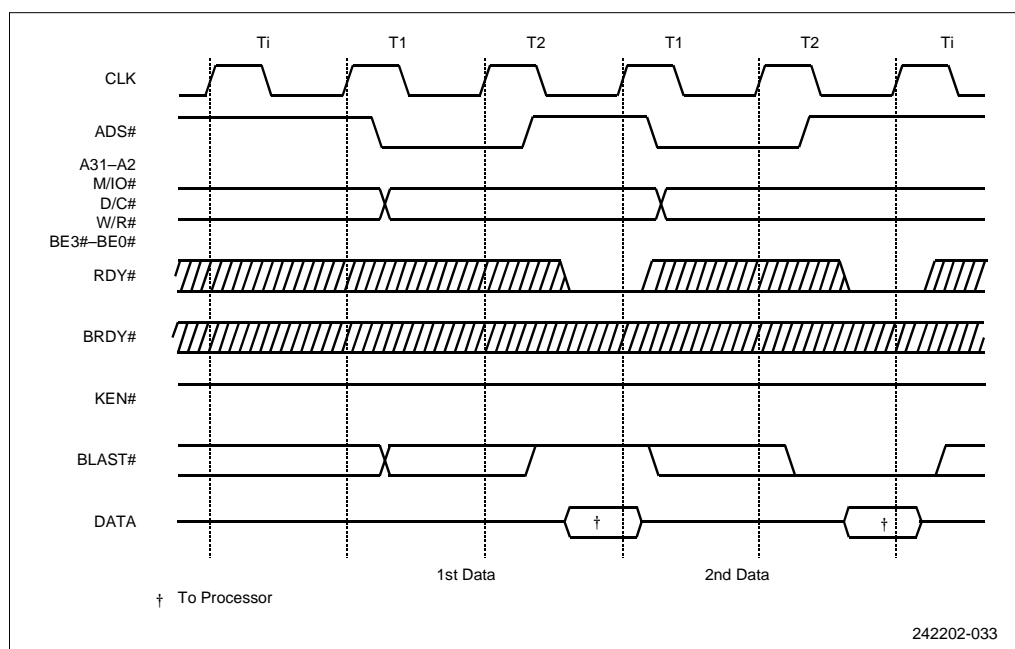 Ti T1 T2 T1 T2 Ti
CLK
ADS#
A31–A2
M/IO#
D/C#
W/R#
BE3#–BE0#
RDY#
BRDY#
KEN#
BLAST#
DATA † †
1st Data 2nd Data
† To Processor
242202-033